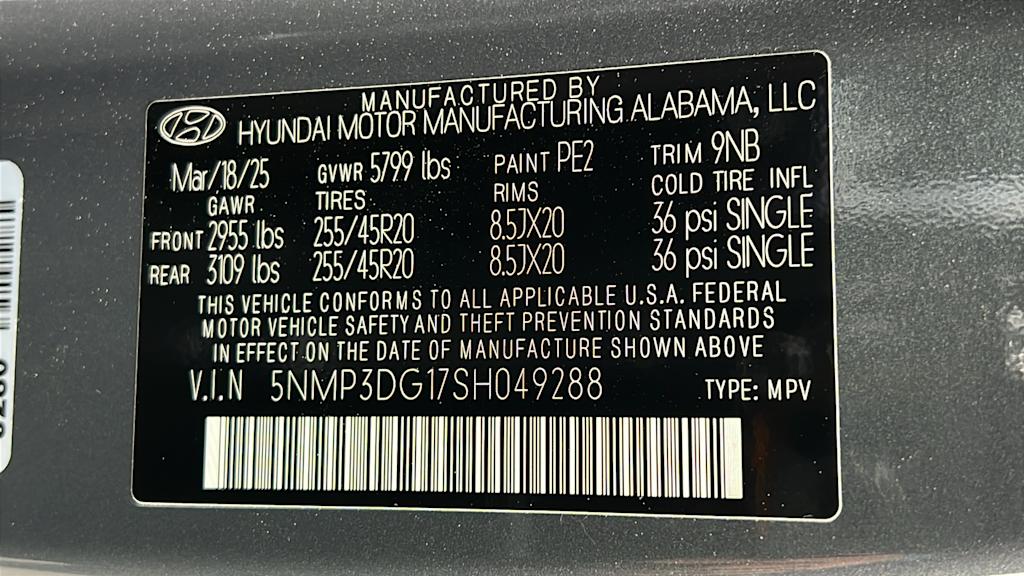 MANUFACTURED BY
HYUNDAI MOTOR MANUFACTURING ALABAMA, LLC
Mar/18/25 GVWR 5799 lbs PAINT PE2 TRIM 9NB
GAWR TIRES RIMS COLD TIRE INFL
FRONT 2955 lbs 255/45R20 8.5JX20 36 psi SINGLE
REAR 3109 lbs 255/45R20 8.5JX20 36 psi SINGLE
THIS VEHICLE CONFORMS TO ALL APPLICABLE U.S.A. FEDERAL
MOTOR VEHICLE SAFETY AND THEFT PREVENTION STANDARDS
IN EFFECT ON THE DATE OF MANUFACTURE SHOWN ABOVE
V.I.N 5NMP3DG17SH049288 TYPE: MPV